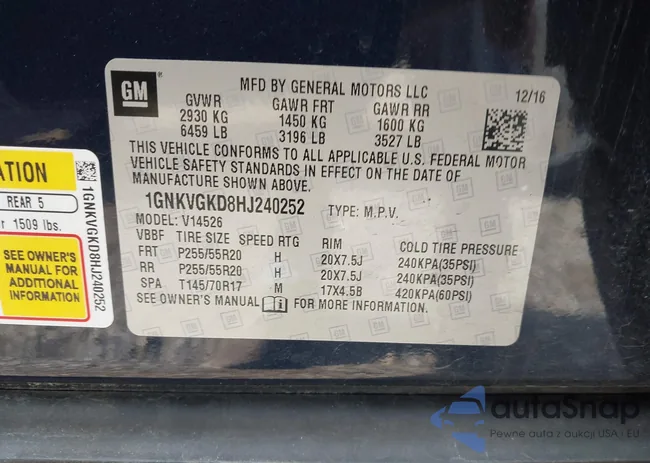 GM
MFD BY GENERAL MOTORS LLC
GVWR GAWR FRT GAWR RR 12/16
2930 KG 1450 KG 1600 KG
6459 LB 3196 LB 3527 LB
THIS VEHICLE CONFORMS TO ALL APPLICABLE U.S. FEDERAL MOTOR
VEHICLE SAFETY STANDARDS IN EFFECT ON THE DATE OF
MANUFACTURE SHOWN ABOVE.
1GNKVGKD8HJ240252 TYPE: M.P.V.
MODEL: V14526
VBBF TIRE SIZE SPEED RTG RIM COLD TIRE PRESSURE
FRT P255/55R20 H 20X7.5J 240KPA(35PSI)
RR P255/55R20 H 20X7.5J 240KPA(35PSI)
SPA T145/70R17 M 17X4.5B 420KPA(60PSI)
SEE OWNER'S MANUAL FOR MORE INFORMATION.
ATION
REAR 5
r 1509 lbs.
SEE OWNER'S
MANUAL FOR
ADDITIONAL
INFORMATION
1GNKVGKD8HJ240252
autoSnap
Pewne auto z aukcji USA i EU